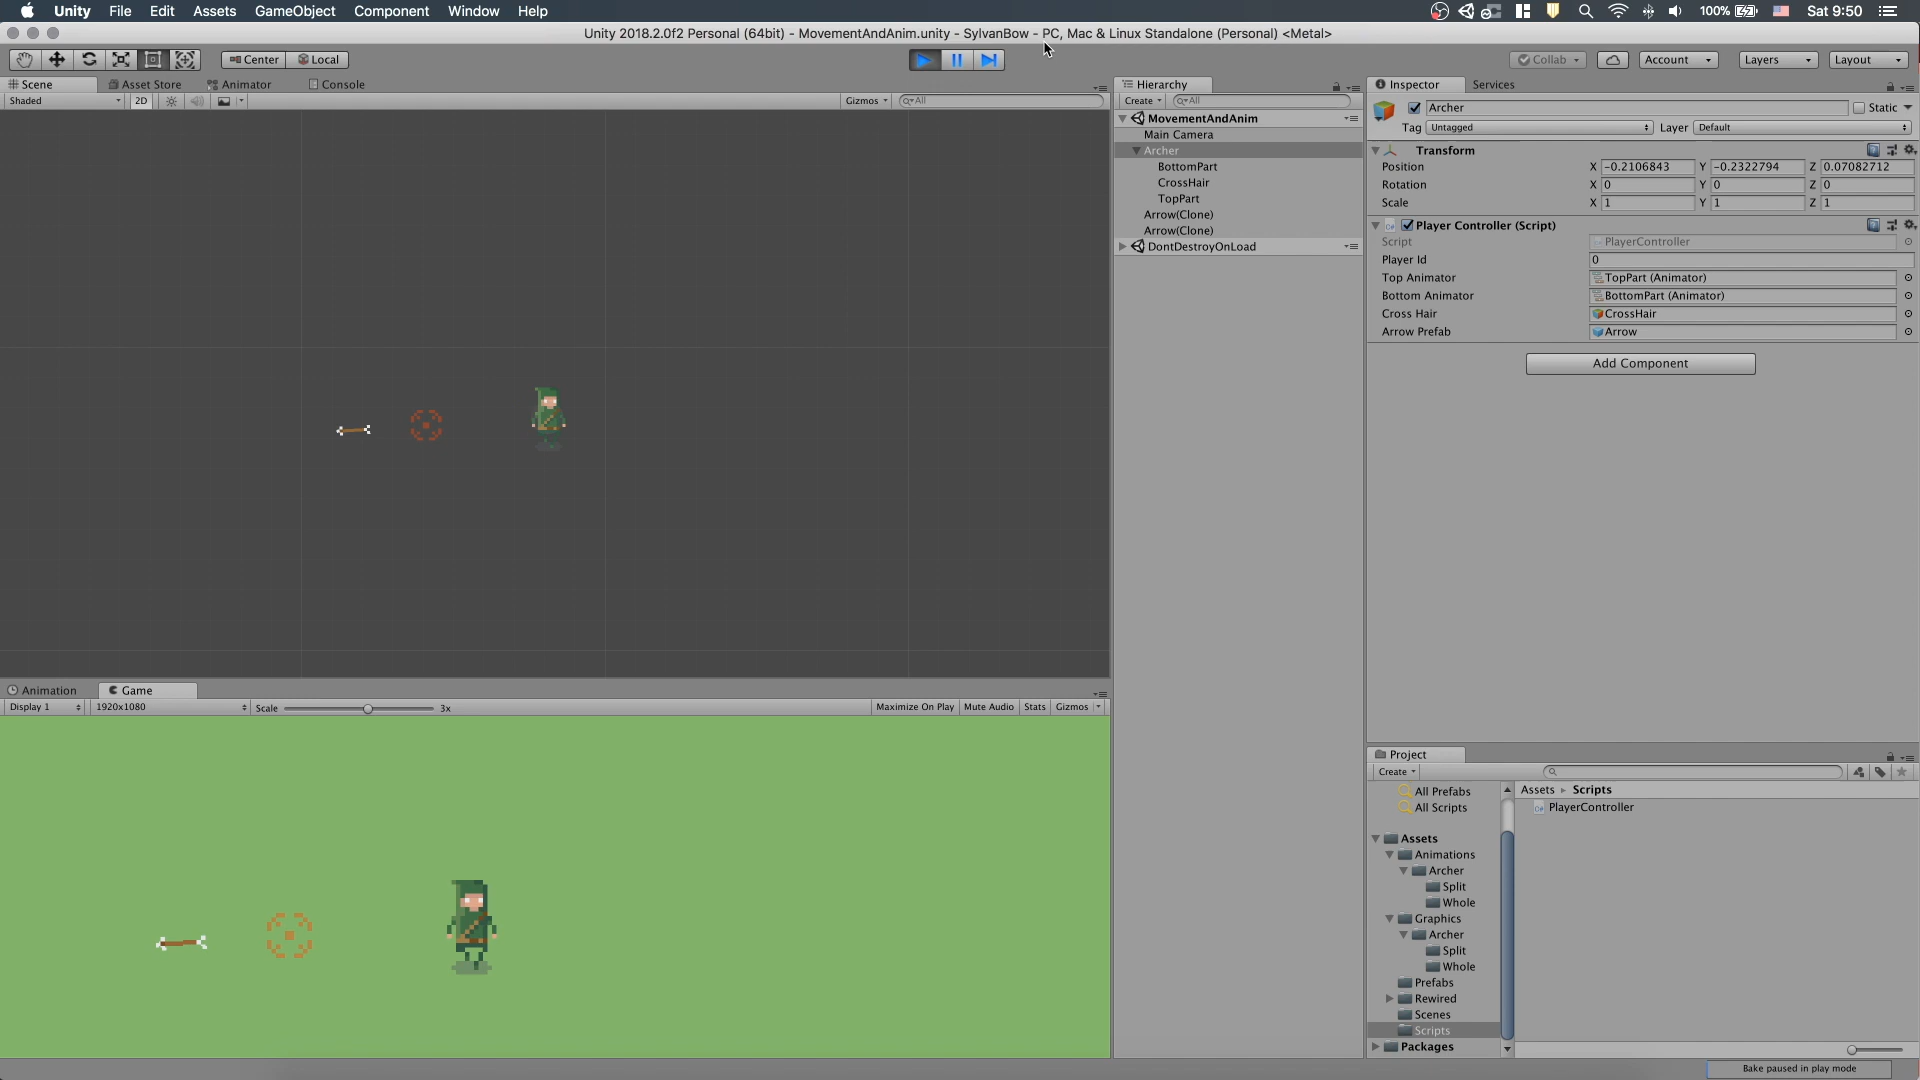 Unity File Edit Assets GameObject Component Window Help 100% Sat 9:50
Unity 2018.2.0f2 Personal (64bit) - MovementAndAnim.unity - SylvanBow - PC, Mac & Linux Standalone (Personal) <Metal>
Center Local Collab Account Layers Layout
Scene Asset Store Animator Console
Shaded 2D Gizmos All
Hierarchy
Create All
MovementAndAnim
Main Camera
Archer
BottomPart
CrossHair
TopPart
Arrow(Clone)
Arrow(Clone)
DontDestroyOnLoad
Inspector Services
Archer Static
Tag Untagged Layer Default
Transform
Position X -0.2106843 Y -0.2322794 Z 0.07082712
Rotation X 0 Y 0 Z 0
Scale X 1 Y 1 Z 1
Player Controller (Script)
Script PlayerController
Player Id 0
Top Animator TopPart (Animator)
Bottom Animator BottomPart (Animator)
Cross Hair CrossHair
Arrow Prefab Arrow
Add Component
Animation Game
Display 1 1920x1080 Scale 3x Maximize On Play Mute Audio Stats Gizmos
Project
Create
All Prefabs
All Scripts
Assets
Animations
Archer
Split
Whole
Graphics
Archer
Split
Whole
Prefabs
Rewired
Scenes
Scripts
Packages
Assets Scripts
PlayerController
Bake paused in play mode